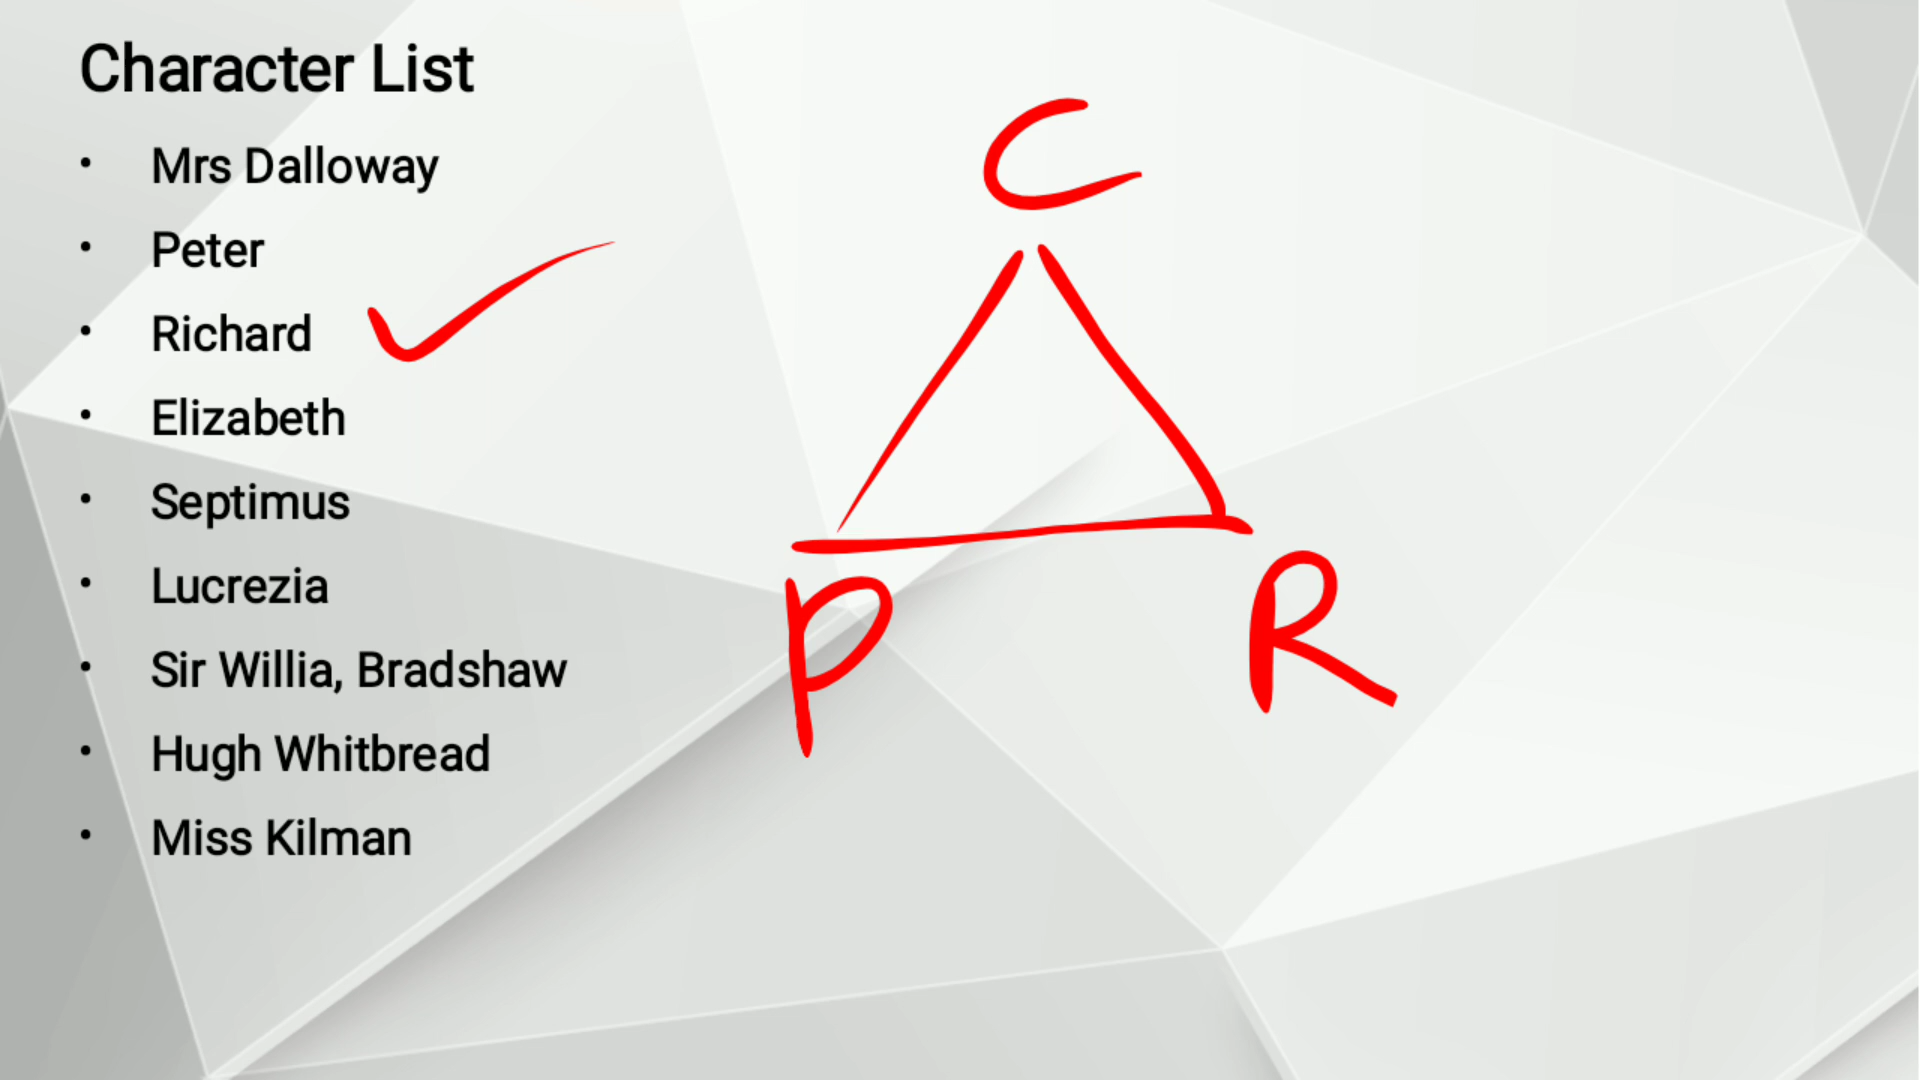 Character List
• Mrs Dalloway
• Peter
• Richard
• Elizabeth
• Septimus
• Lucrezia
• Sir Willia, Bradshaw
• Hugh Whitbread
• Miss Kilman
C
P R